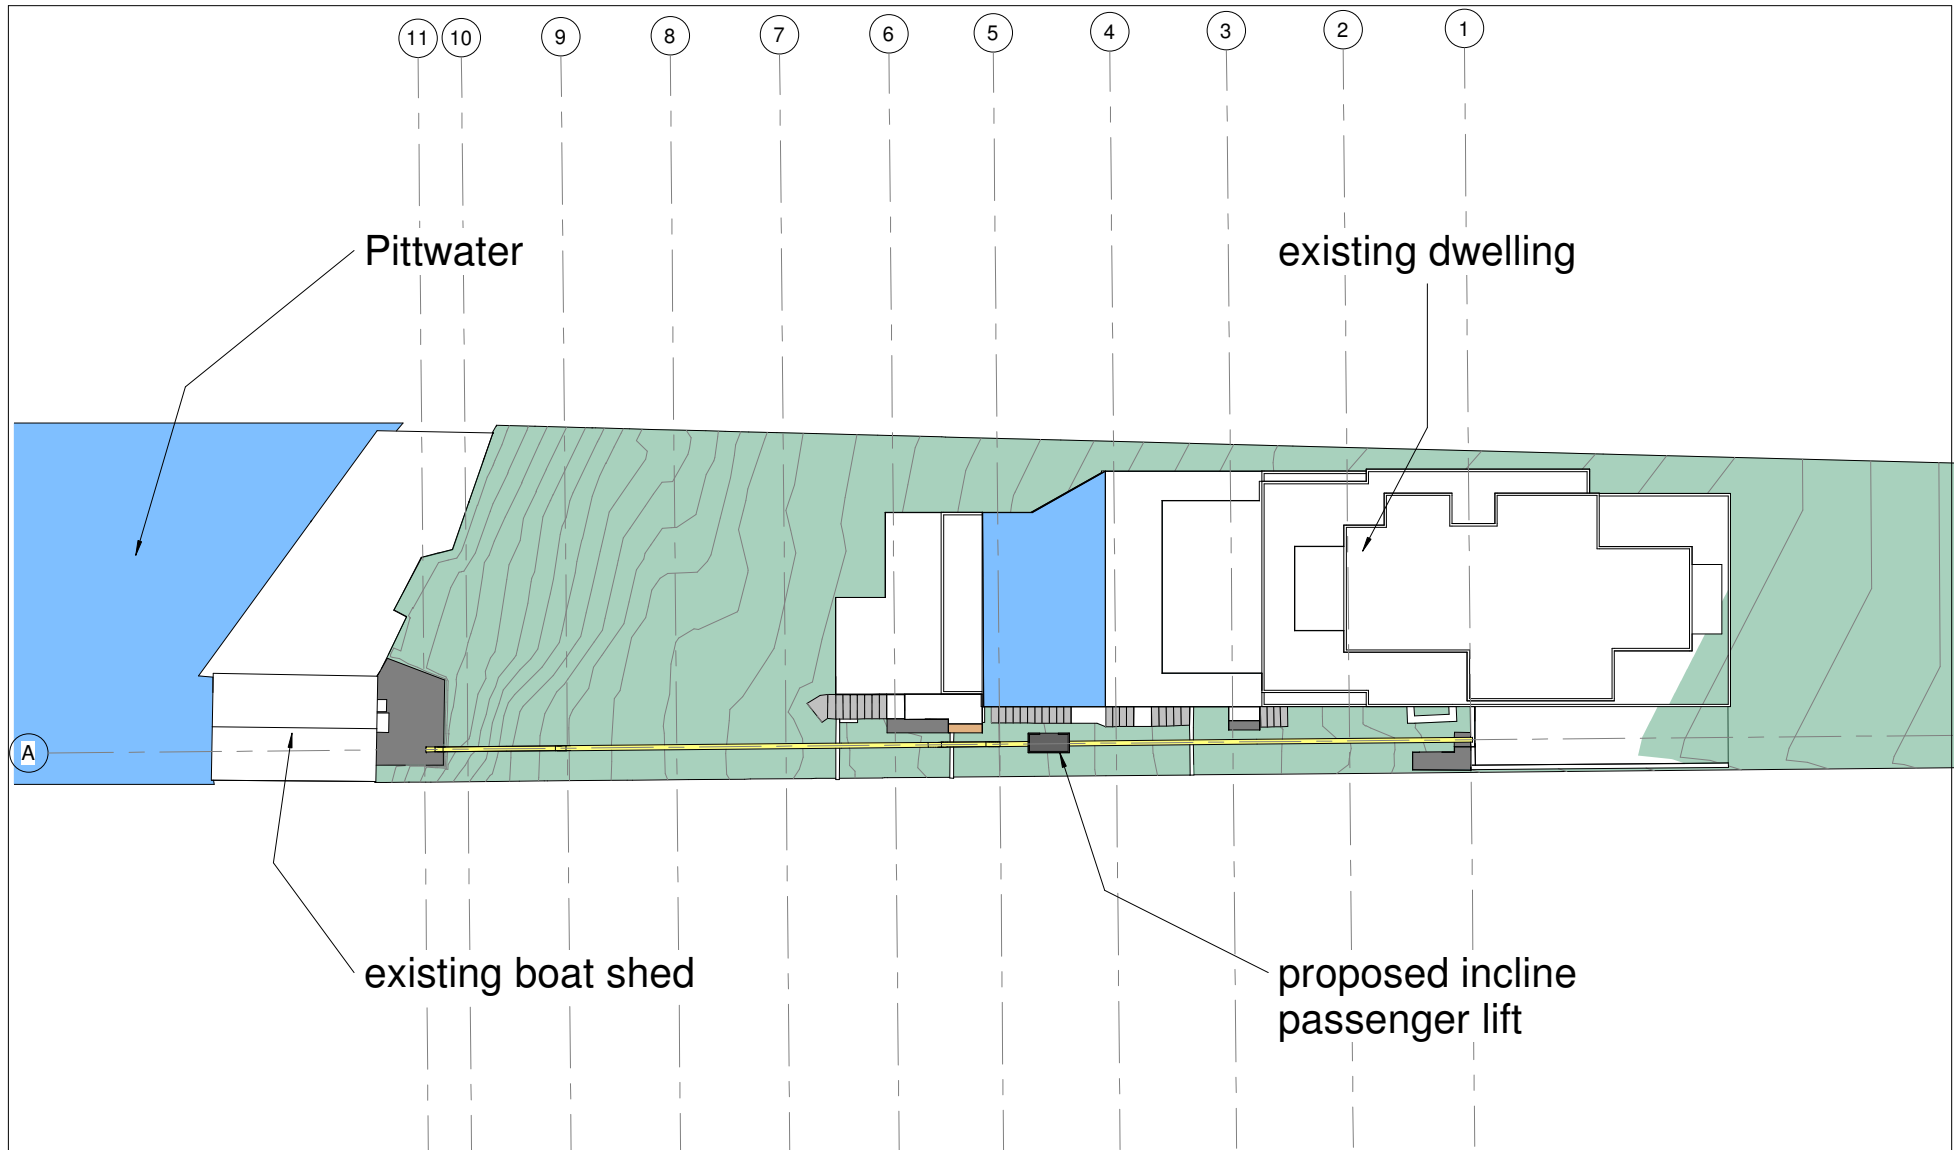 11 10 9 8 7 6 5 4 3 2 1
Pittwater
existing dwelling
A
existing boat shed
proposed incline
passenger lift